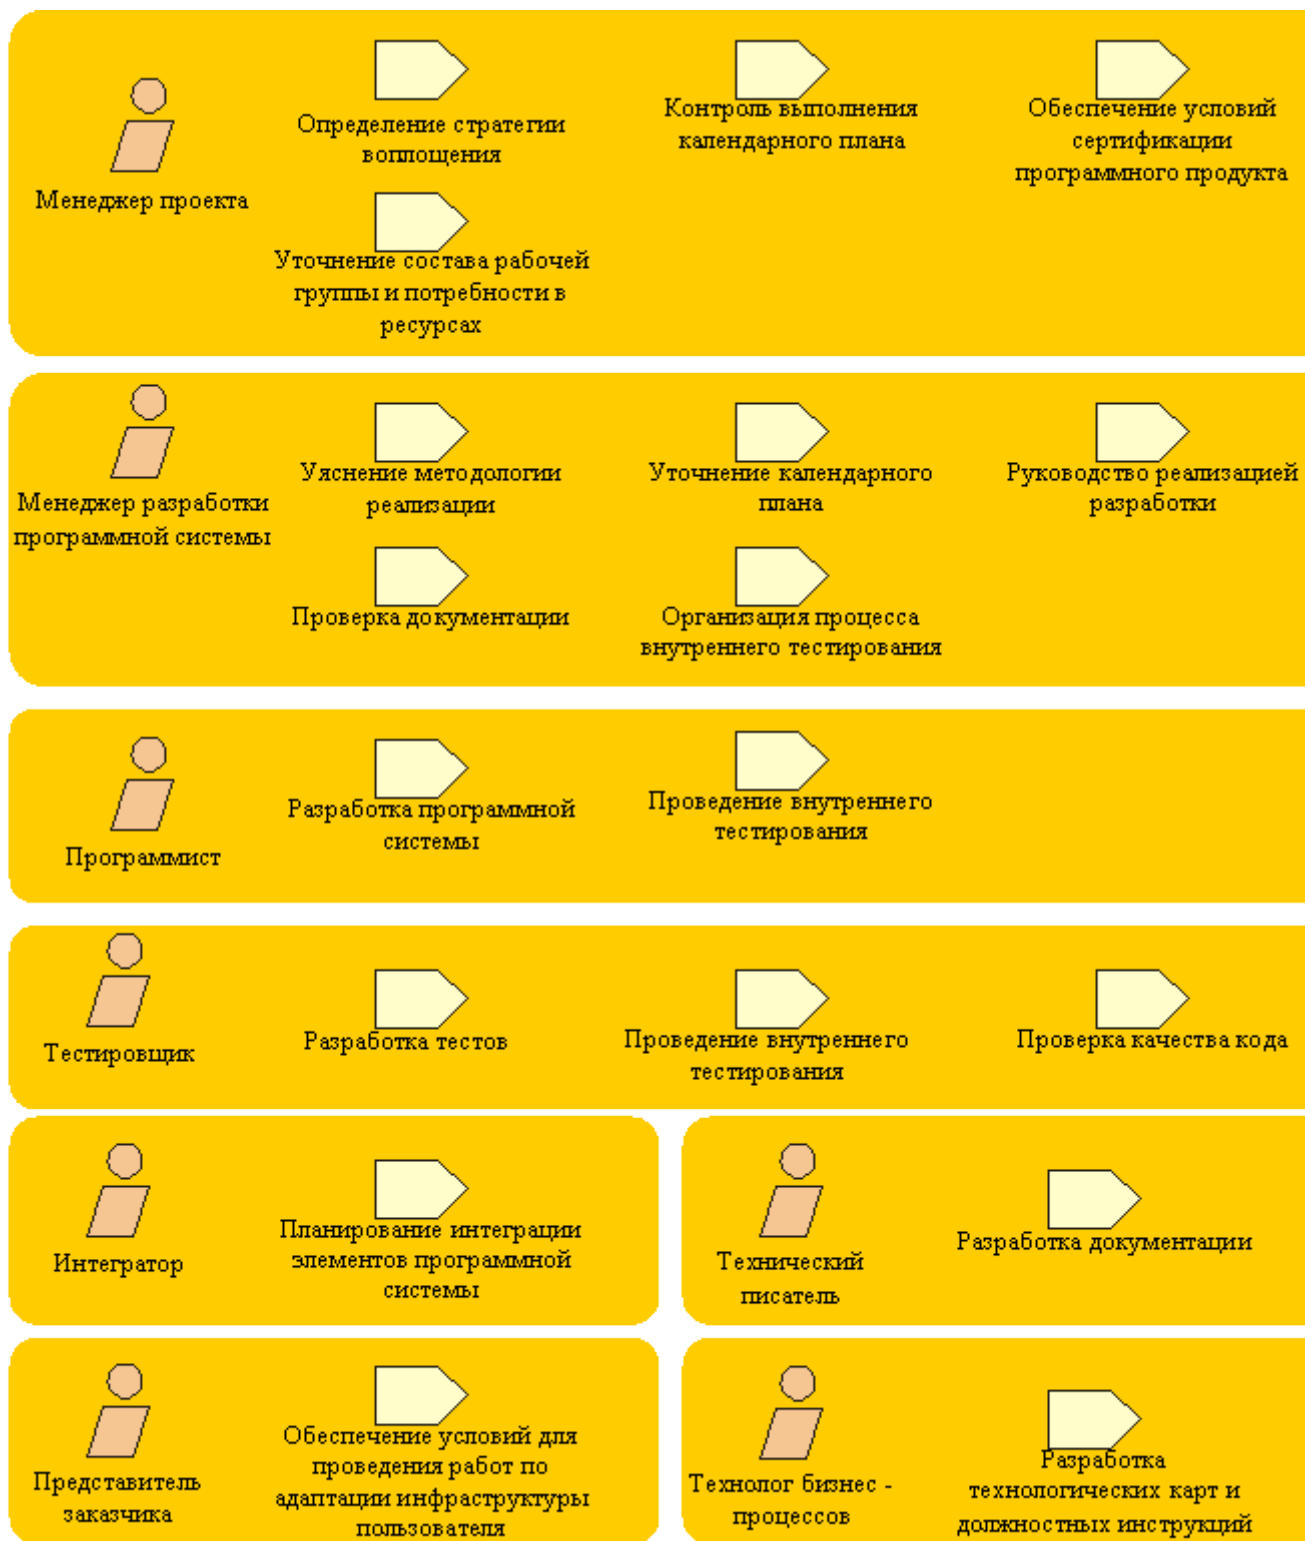 Менеджер проекта
Определение стратегии
воплощения
Контроль выполнения
календарного плана
Обеспечение условий
сертификации
программного продукта
Уточнение состава рабочей
группы и потребности в
ресурсах
Менеджер разработки
программной системы
Уяснение методологии
реализации
Уточнение календарного
плана
Руководство реализацией
разработки
Проверка документации
Организация процесса
внутреннего тестирования
Программист
Разработка программной
системы
Проведение внутреннего
тестирования
Тестировщик
Разработка тестов
Проведение внутреннего
тестирования
Проверка качества кода
Интегратор
Планирование интеграции
элементов программной
системы
Технический
писатель
Разработка документации
Представитель
заказчика
Обеспечение условий для
проведения работ по
адаптации инфраструктуры
пользователя
Технолог бизнес -
процессов
Разработка
технологических карт и
должностных инструкций